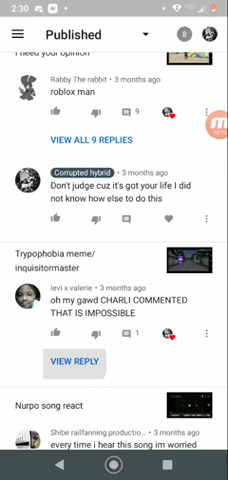 2:30
Published
8
I need your opinion
Rabby The rabbit • 3 months ago
roblox man
9
VIEW ALL 9 REPLIES
Corrupted hybrid • 3 months ago
Don't judge cuz it's got your life I did
not know how else to do this
Trypophobia meme/
inquisitormaster
levi x valerie • 3 months ago
oh my gawd CHARLI COMMENTED
THAT IS IMPOSSIBLE
1
VIEW REPLY
Nurpo song react
Shibe railfanning productio... • 3 months ago
every time i hear this song im worried